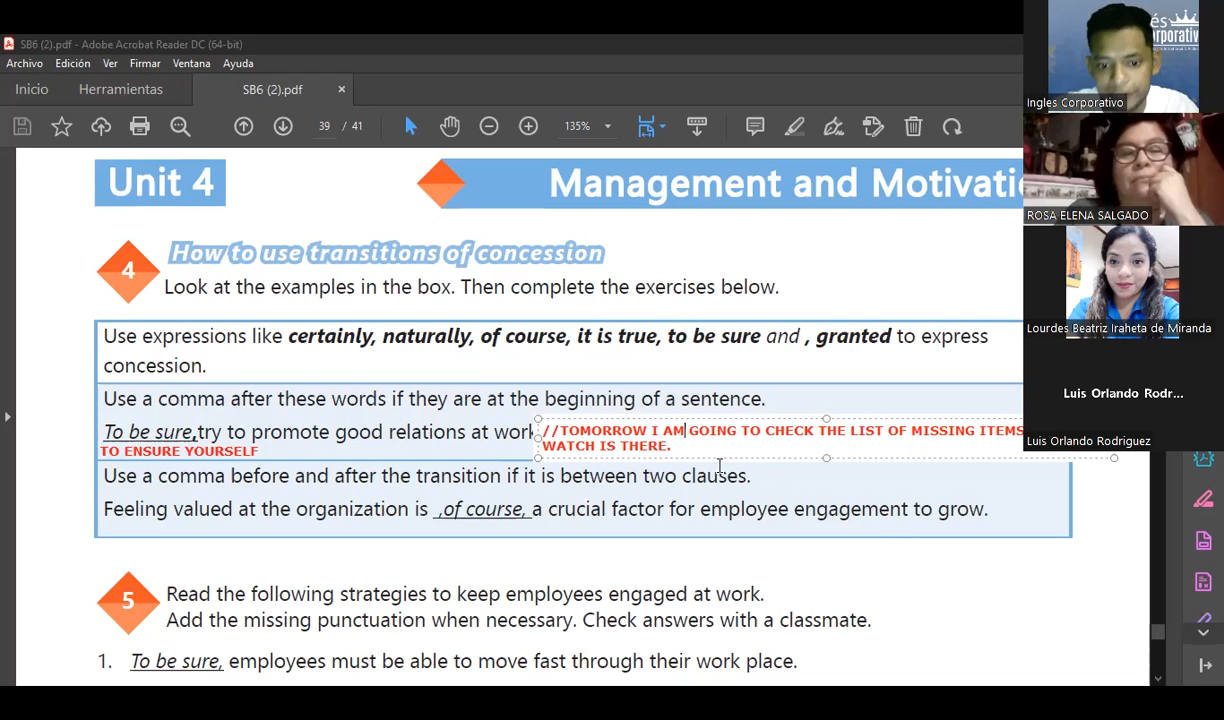 SB6 (2).pdf - Adobe Acrobat Reader DC (64-bit)
Archivo Edición Ver Firmar Ventana Ayuda
Inicio Herramientas SB6 (2).pdf ×
39 / 41 135%
Unit 4 Management and Motivati
4 How to use transitions of concession
Look at the examples in the box. Then complete the exercises below.
Use expressions like certainly, naturally, of course, it is true, to be sure and , granted to express
concession.
Use a comma after these words if they are at the beginning of a sentence.
To be sure,try to promote good relations at work
//TOMORROW I AM GOING TO CHECK THE LIST OF MISSING ITEMS
WATCH IS THERE.
TO ENSURE YOURSELF
Use a comma before and after the transition if it is between two clauses.
Feeling valued at the organization is ,of course, a crucial factor for employee engagement to grow.
5 Read the following strategies to keep employees engaged at work.
Add the missing punctuation when necessary. Check answers with a classmate.
1. To be sure, employees must be able to move fast through their work place.
és
orporativo
Ingles Corporativo
ROSA ELENA SALGADO
Lourdes Beatriz Iraheta de Miranda
Luis Orlando Rodr...
Luis Orlando Rodriguez